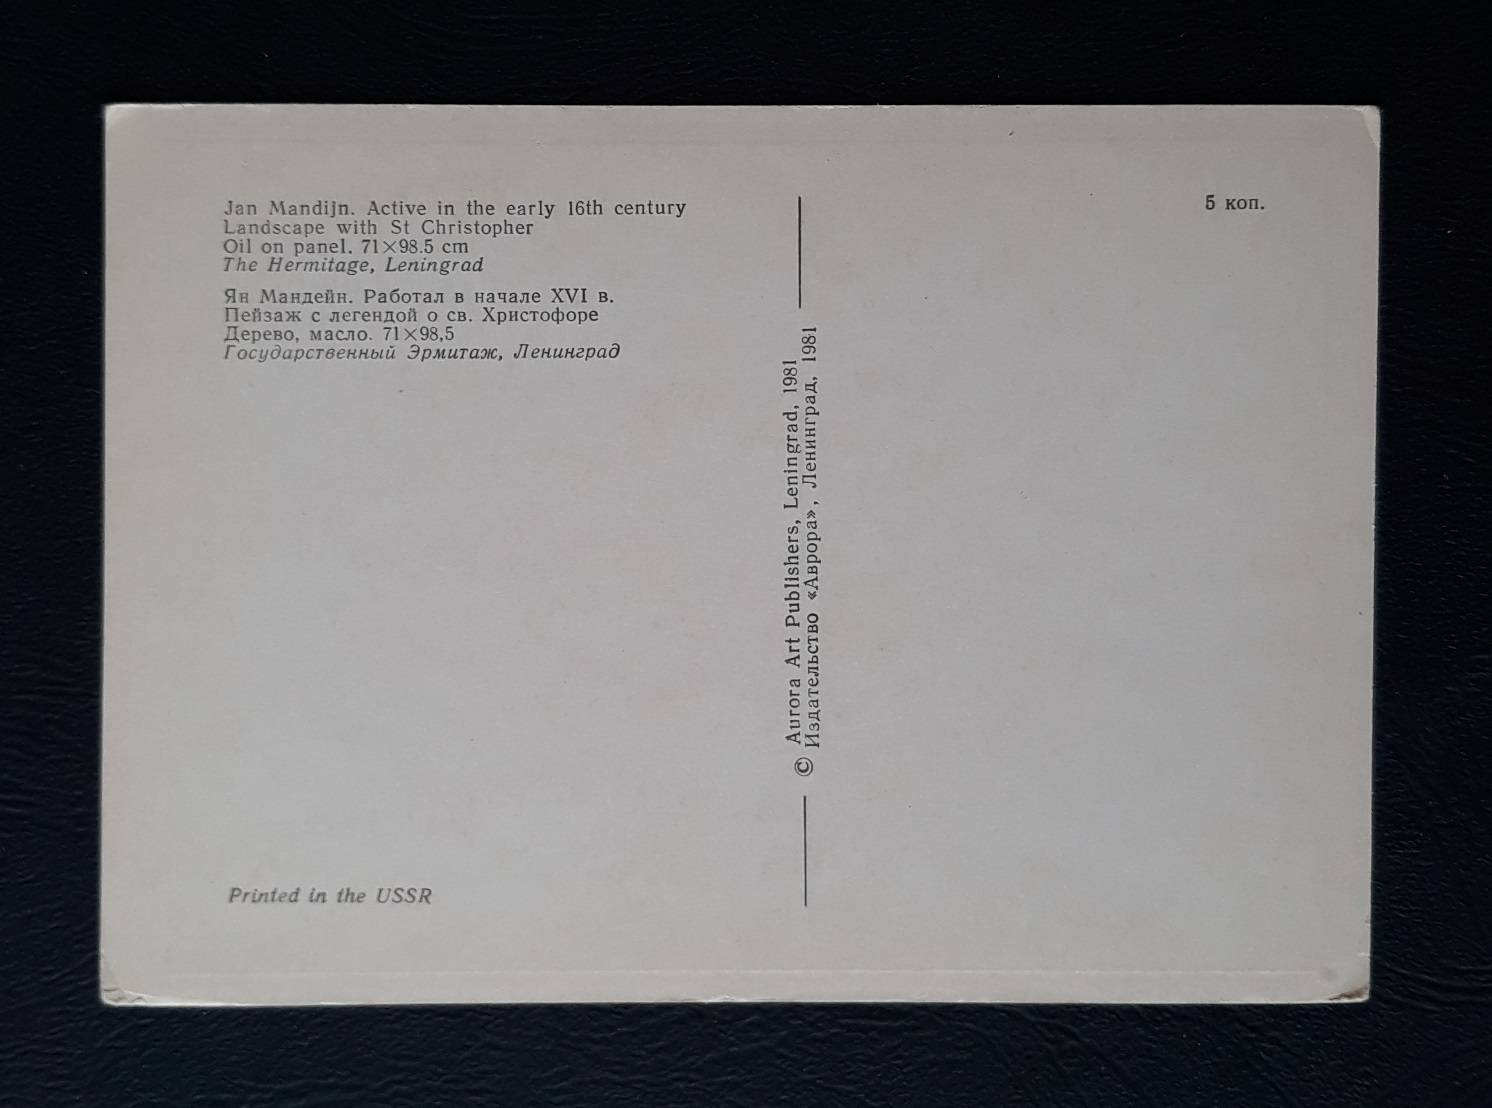 Jan Mandijn. Active in the early 16th century
Landscape with St Christopher
Oil on panel. 71×98.5 cm
The Hermitage, Leningrad
Ян Мандейн. Работал в начале XVI в.
Пейзаж с легендой о св. Христофоре
Дерево, масло. 71×98,5
Государственный Эрмитаж, Ленинград
Printed in the USSR
© Aurora Art Publishers, Leningrad, 1981
Издательство «Аврора», Ленинград, 1981
5 коп.